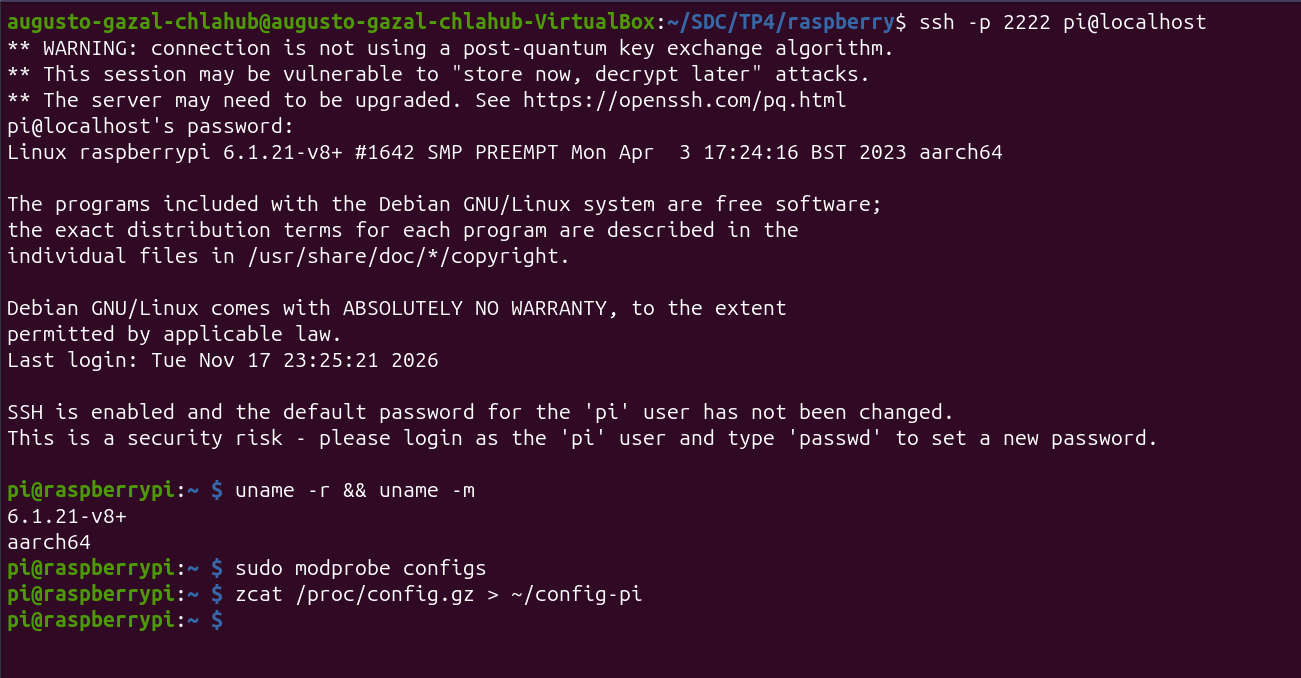 augusto-gazal-chlahub@augusto-gazal-chlahub-VirtualBox:~/SDC/TP4/raspberry$ ssh -p 2222 pi@localhost
** WARNING: connection is not using a post-quantum key exchange algorithm.
** This session may be vulnerable to "store now, decrypt later" attacks.
** The server may need to be upgraded. See https://openssh.com/pq.html
pi@localhost's password:
Linux raspberrypi 6.1.21-v8+ #1642 SMP PREEMPT Mon Apr  3 17:24:16 BST 2023 aarch64

The programs included with the Debian GNU/Linux system are free software;
the exact distribution terms for each program are described in the
individual files in /usr/share/doc/*/copyright.

Debian GNU/Linux comes with ABSOLUTELY NO WARRANTY, to the extent
permitted by applicable law.
Last login: Tue Nov 17 23:25:21 2026

SSH is enabled and the default password for the 'pi' user has not been changed.
This is a security risk - please login as the 'pi' user and type 'passwd' to set a new password.

pi@raspberrypi:~ $ uname -r && uname -m
6.1.21-v8+
aarch64
pi@raspberrypi:~ $ sudo modprobe configs
pi@raspberrypi:~ $ zcat /proc/config.gz > ~/config-pi
pi@raspberrypi:~ $